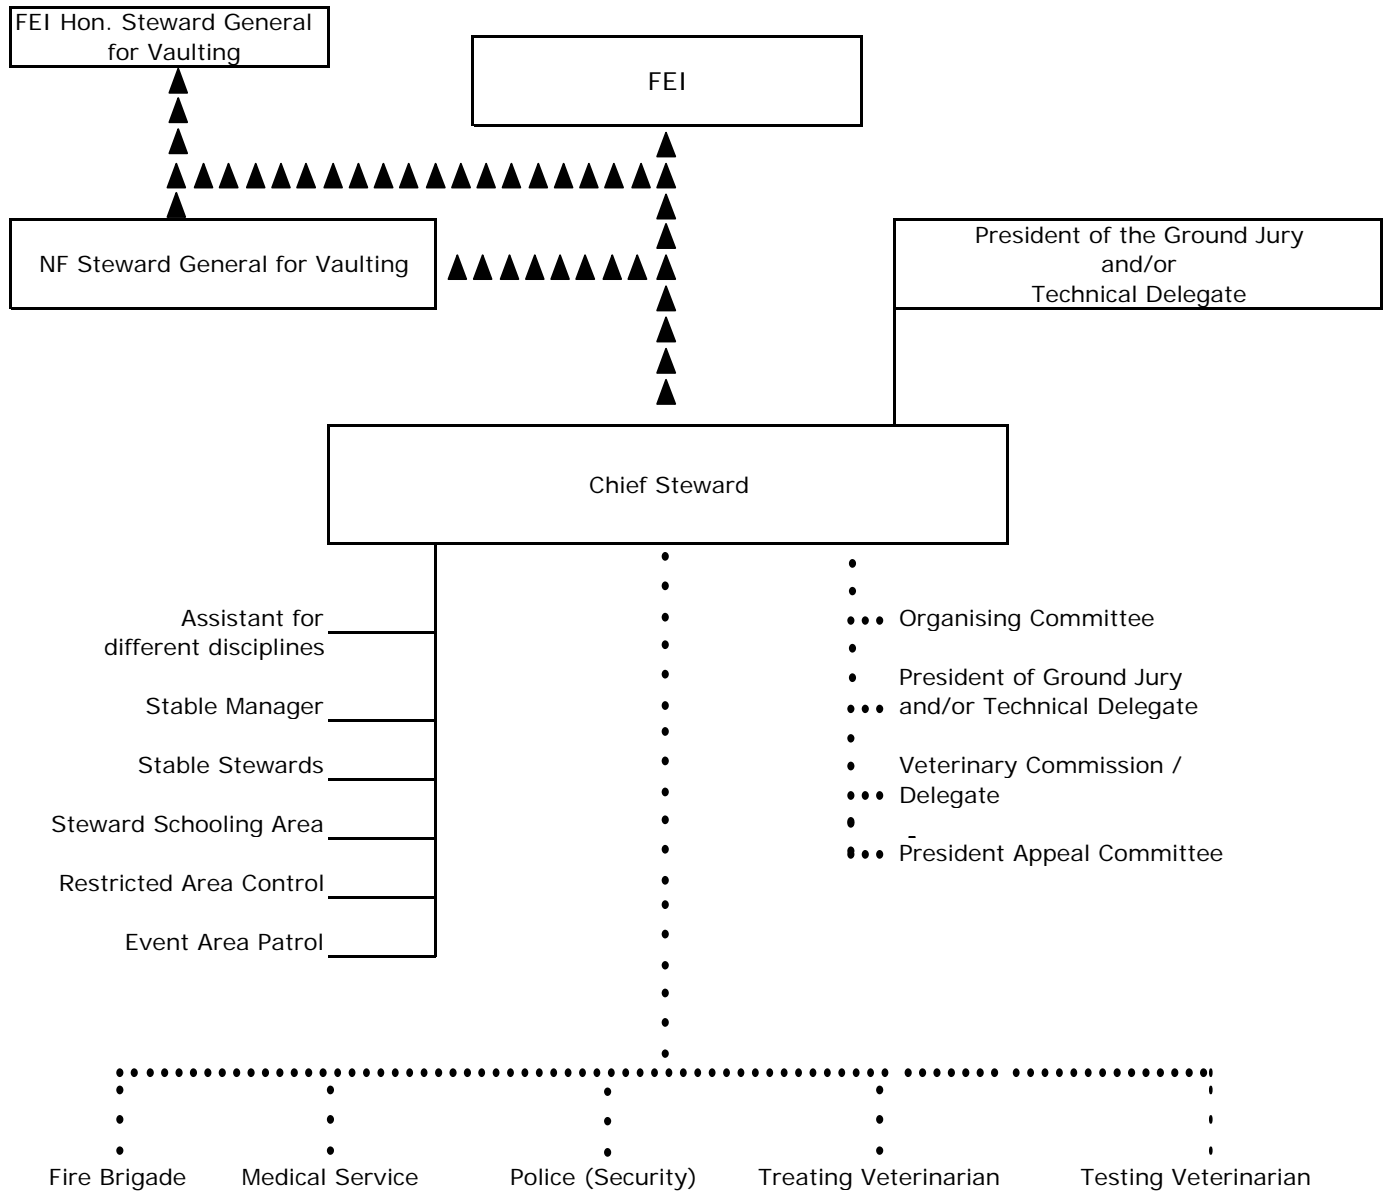 FEI Hon. Steward General
for Vaulting
FEI
NF Steward General for Vaulting
President of the Ground Jury
and/or
Technical Delegate
Chief Steward
Assistant for
different disciplines
Stable Manager
Stable Stewards
Steward Schooling Area
Restricted Area Control
Event Area Patrol
Organising Committee
President of Ground Jury
and/or Technical Delegate
Veterinary Commission /
Delegate
-
President Appeal Committee
Fire Brigade
Medical Service
Police (Security)
Treating Veterinarian
Testing Veterinarian